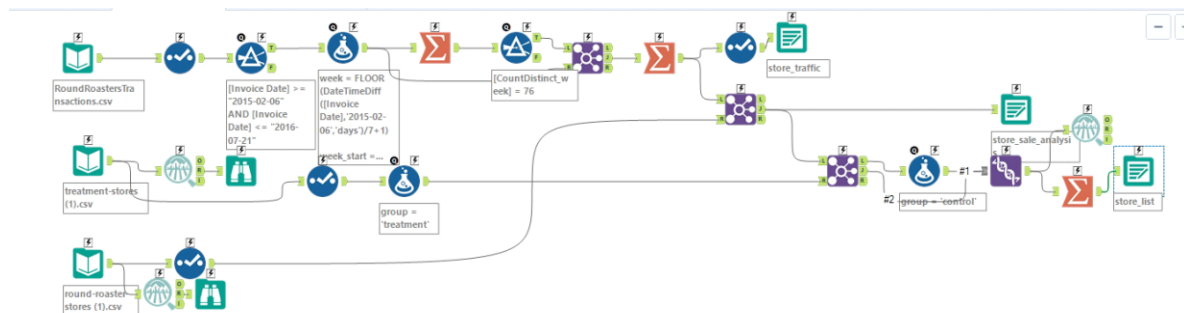 RoundRoastersTra
nsactions.csv
[Invoice Date] >=
"2015-02-06"
AND [Invoice
Date] <= "2016-
07-21"
week = FLOOR
(DateTimeDiff
([Invoice
Date],'2015-02-
06','days')/7+1)
week_start =...
[CountDistinct_w
eek] = 76
store_traffic
treatment-stores
(1).csv
group =
'treatment'
store_sale_analysi
s
#1
#2
group = 'control'
store_list
round-roaster-
stores (1).csv